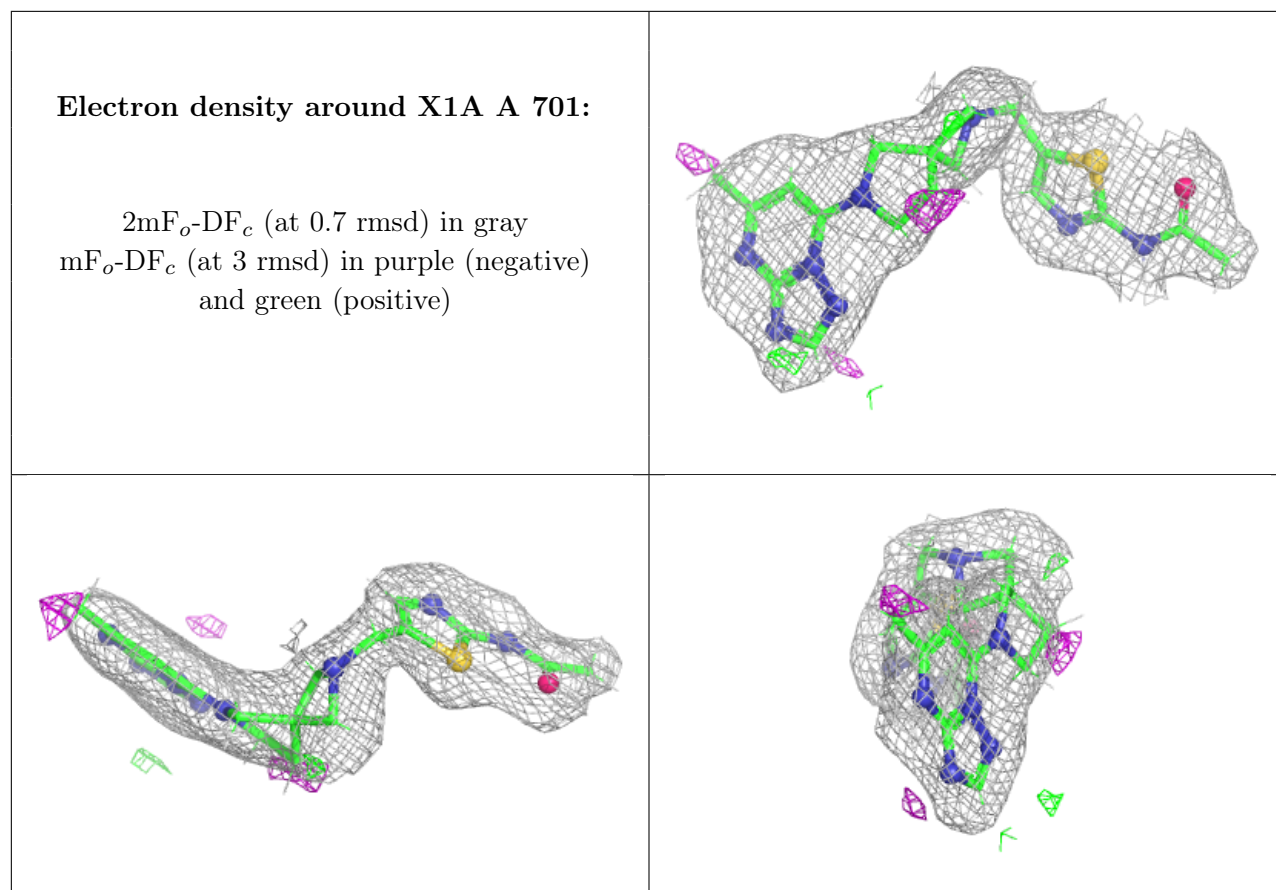 Electron density around X1A A 701:
2mFo-DFc (at 0.7 rmsd) in gray
mFo-DFc (at 3 rmsd) in purple (negative)
and green (positive)